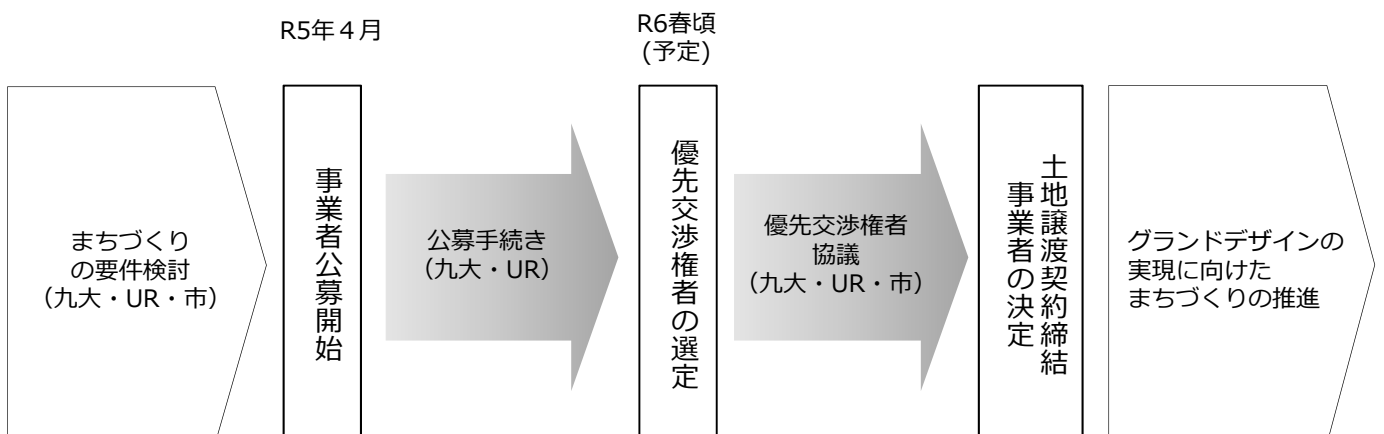 R5年４月
R6春頃
(予定)
まちづくり
の要件検討
（九大・UR・市）
事業者公募開始
公募手続き
（九大・UR）
優先交渉権者の選定
優先交渉権者
協議
（九大・UR・市）
土地譲渡契約締結
事業者の決定
グランドデザインの
実現に向けた
まちづくりの推進